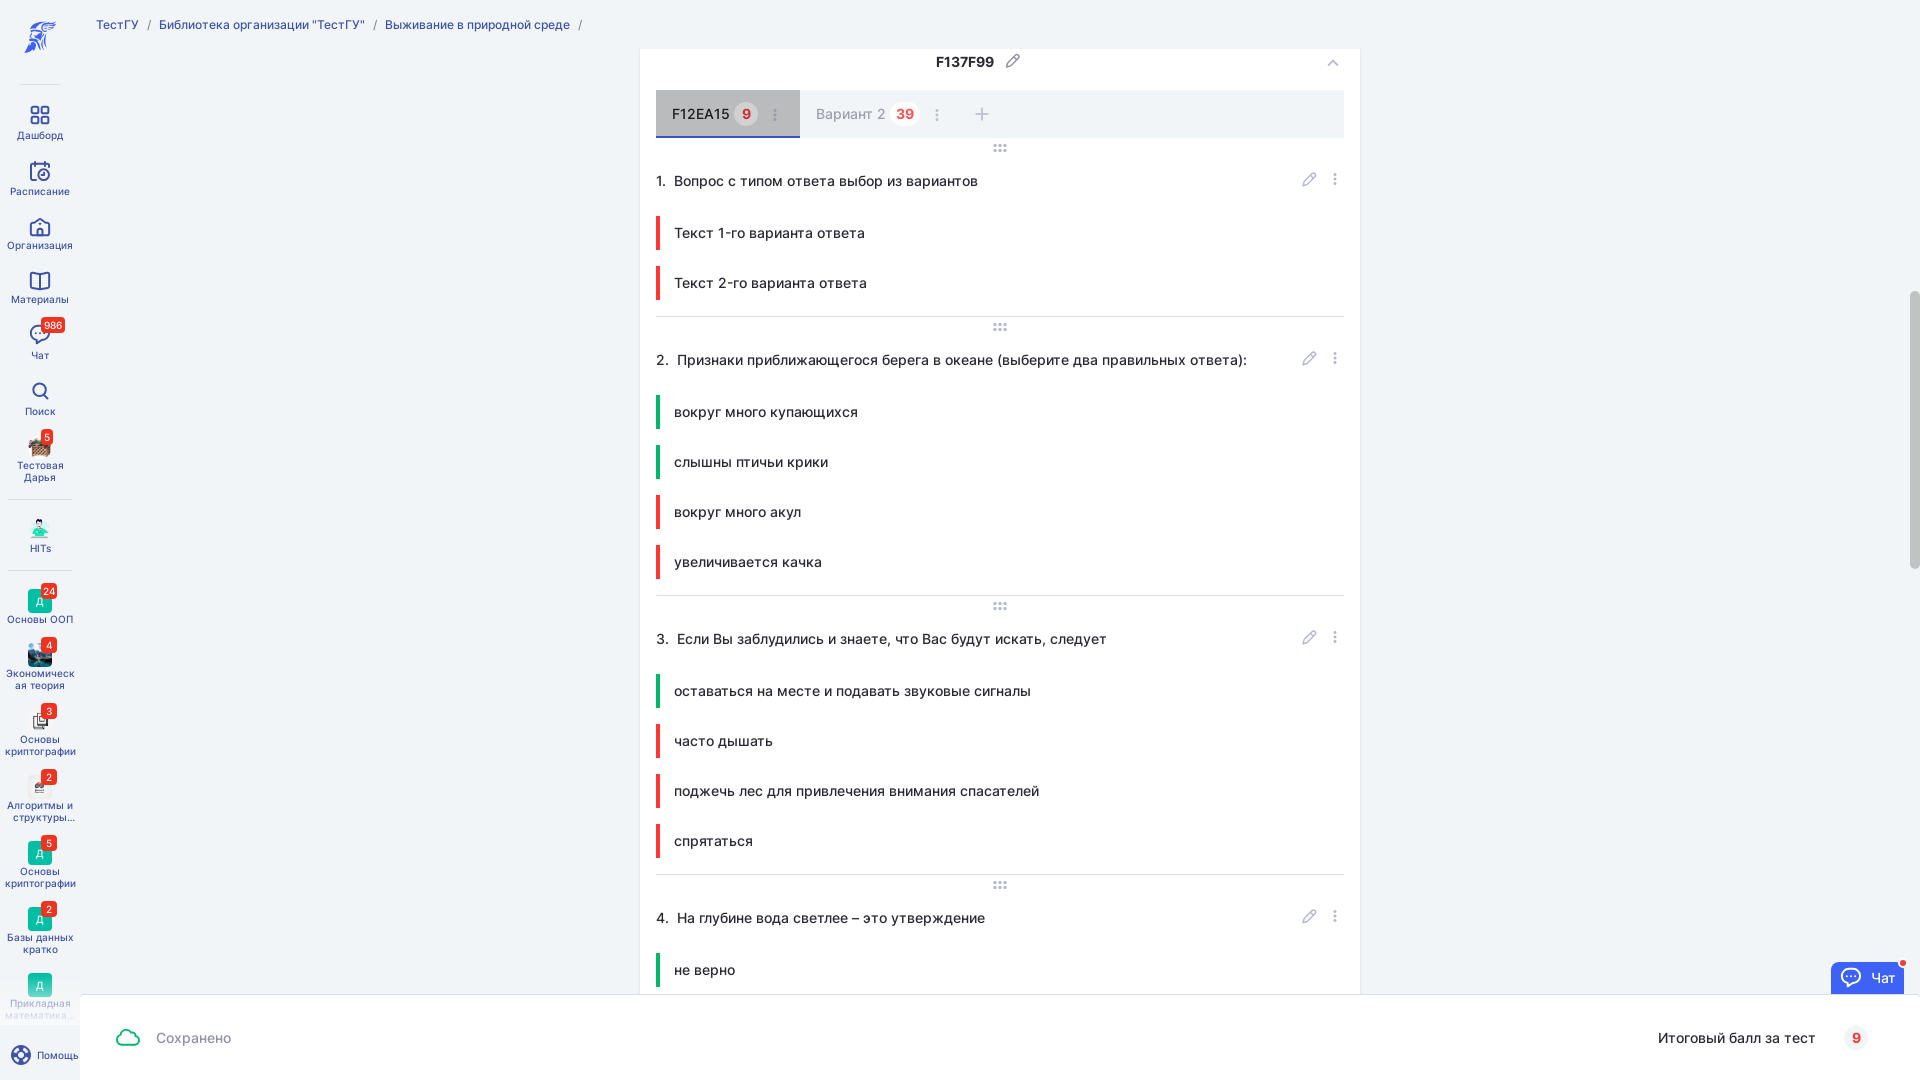 ТестГУ / Библиотека организации "ТестГУ" / Выживание в природной среде /
Дашборд
Расписание
Организация
Материалы
986
Чат
Поиск
5
Тестовая
Дарья
HITs
24
Д
Основы ООП
4
Экономическ
ая теория
3
Основы
криптографии
2
Алгоритмы и
структуры...
5
Д
Основы
криптографии
2
Д
Базы данных
кратко
Д
Прикладная
математика...
Помощь
F137F99
F12EA15 9 Вариант 2 39
1. Вопрос с типом ответа выбор из вариантов
Текст 1-го варианта ответа
Текст 2-го варианта ответа
2. Признаки приближающегося берега в океане (выберите два правильных ответа):
вокруг много купающихся
слышны птичьи крики
вокруг много акул
увеличивается качка
3. Если Вы заблудились и знаете, что Вас будут искать, следует
оставаться на месте и подавать звуковые сигналы
часто дышать
поджечь лес для привлечения внимания спасателей
спрятаться
4. На глубине вода светлее – это утверждение
не верно
Чат
Сохранено
Итоговый балл за тест 9